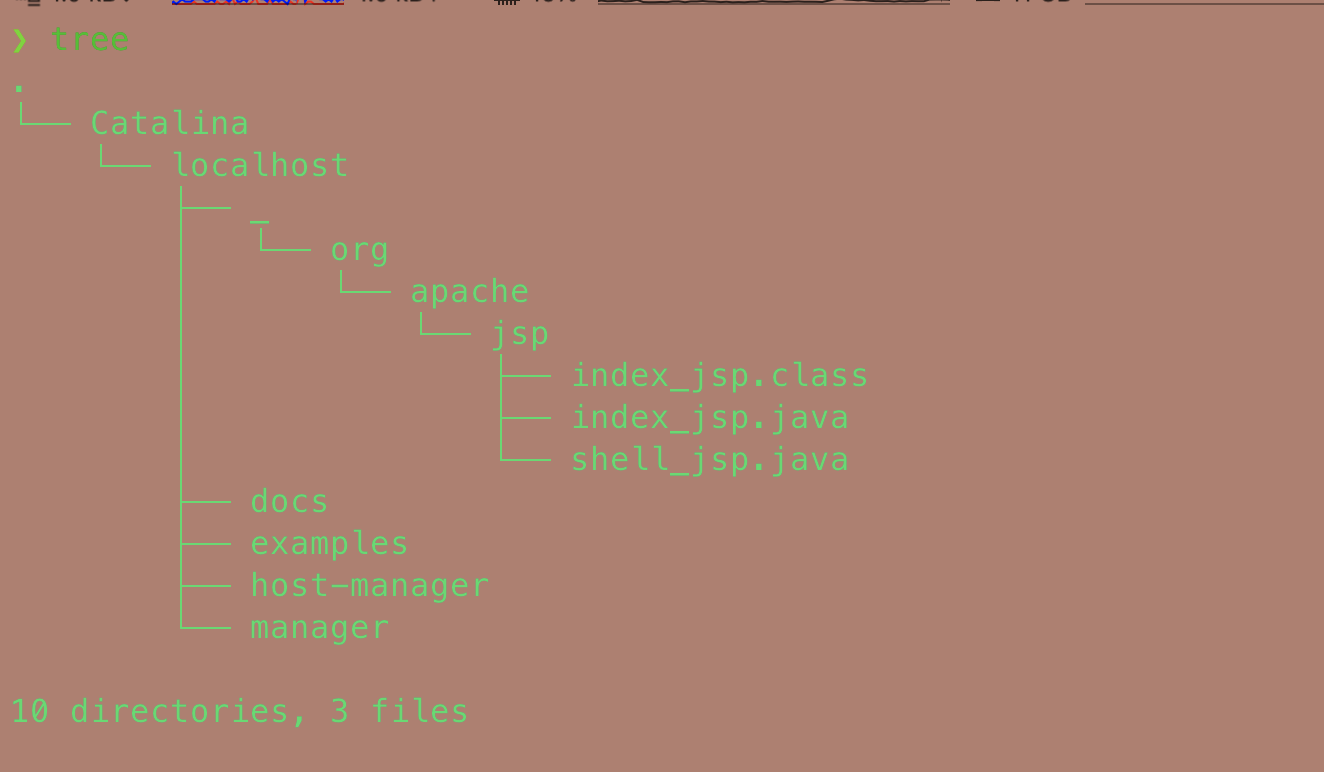 ❯ tree
.
└── Catalina
    └── localhost
        ├── _
        │   └── org
        │       └── apache
        │           └── jsp
        │               ├── index_jsp.class
        │               ├── index_jsp.java
        │               └── shell_jsp.java
        ├── docs
        ├── examples
        ├── host-manager
        └── manager
10 directories, 3 files